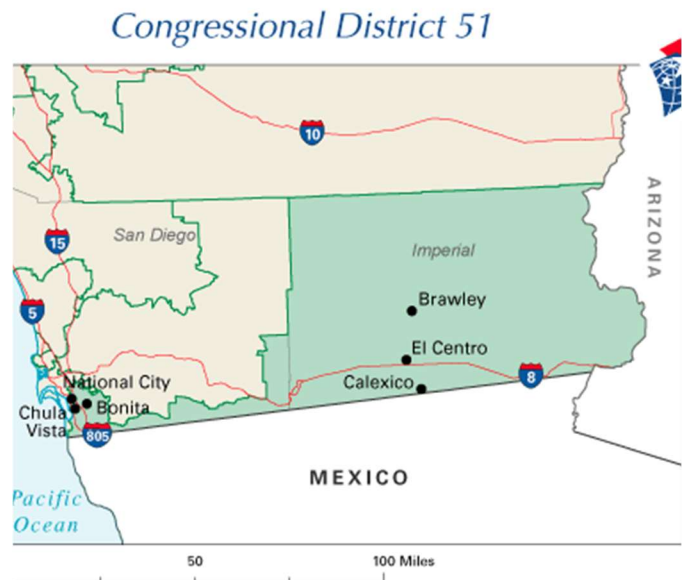 Congressional District 51
10
ARIZONA
15
San Diego
Imperial
5
Brawley
El Centro
8
National City
Calexico
Chula
Vista
Bonita
805
MEXICO
Pacific
Ocean
50
100 Miles